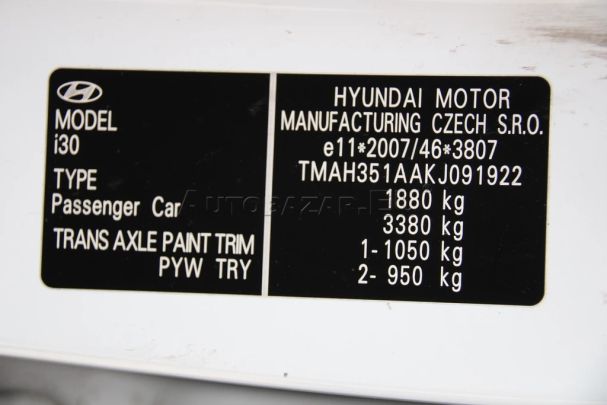 MODEL
i30
TYPE
Passenger Car
TRANS AXLE PAINT TRIM
PYW TRY
HYUNDAI MOTOR
MANUFACTURING CZECH S.R.O.
e11*2007/46*3807
TMAH351AAKJ091922
1880 kg
3380 kg
1-1050 kg
2- 950 kg